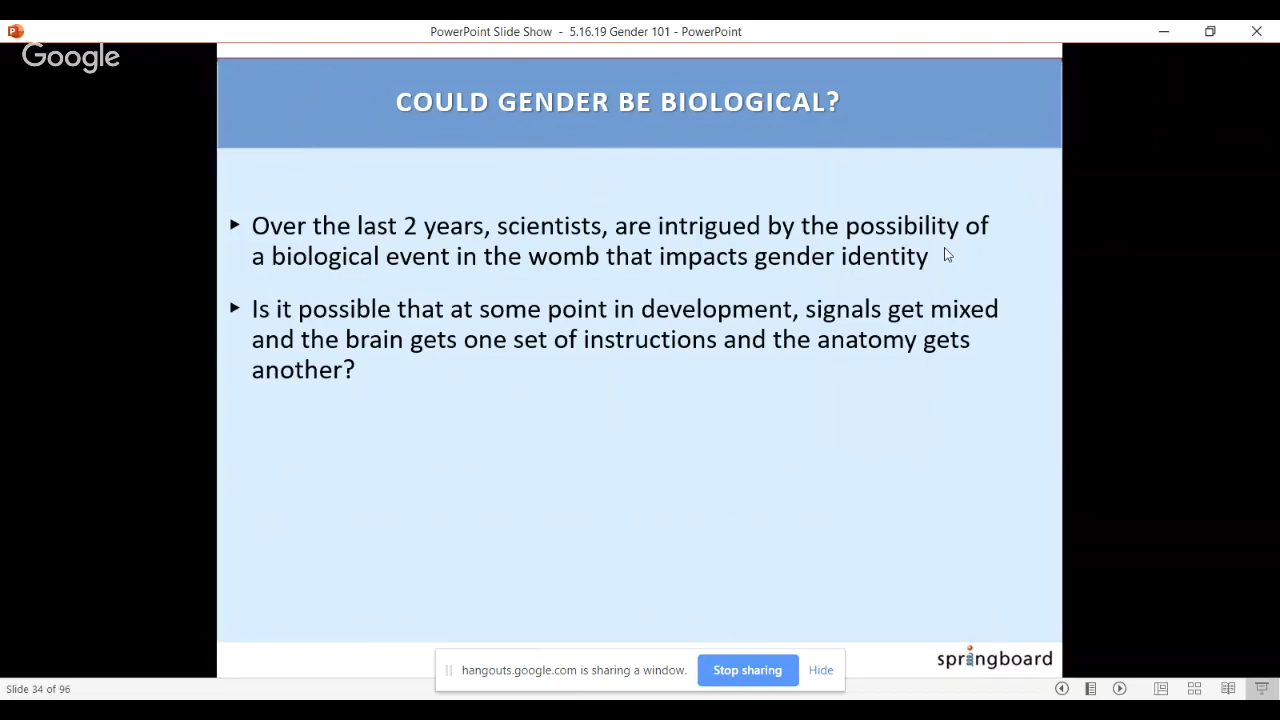 PowerPoint Slide Show - 5.16.19 Gender 101 - PowerPoint
Google
COULD GENDER BE BIOLOGICAL?
Over the last 2 years, scientists, are intrigued by the possibility of
a biological event in the womb that impacts gender identity
Is it possible that at some point in development, signals get mixed
and the brain gets one set of instructions and the anatomy gets
another?
springboard
hangouts.google.com is sharing a window.
Stop sharing
Hide
Slide 34 of 96